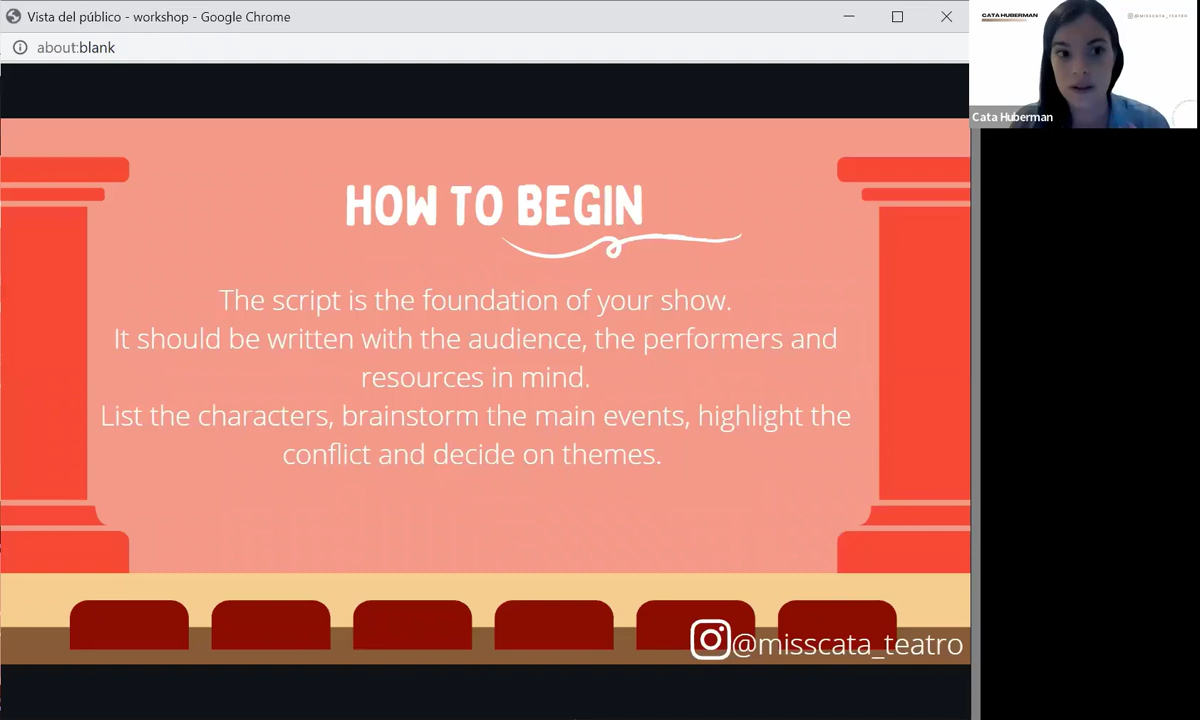 Vista del público - workshop - Google Chrome
about:blank
CATA HUBERMAN
@MISSCATA_TEATRO
Cata Huberman
HOW TO BEGIN
The script is the foundation of your show.
It should be written with the audience, the performers and
resources in mind.
List the characters, brainstorm the main events, highlight the
conflict and decide on themes.
@misscata_teatro